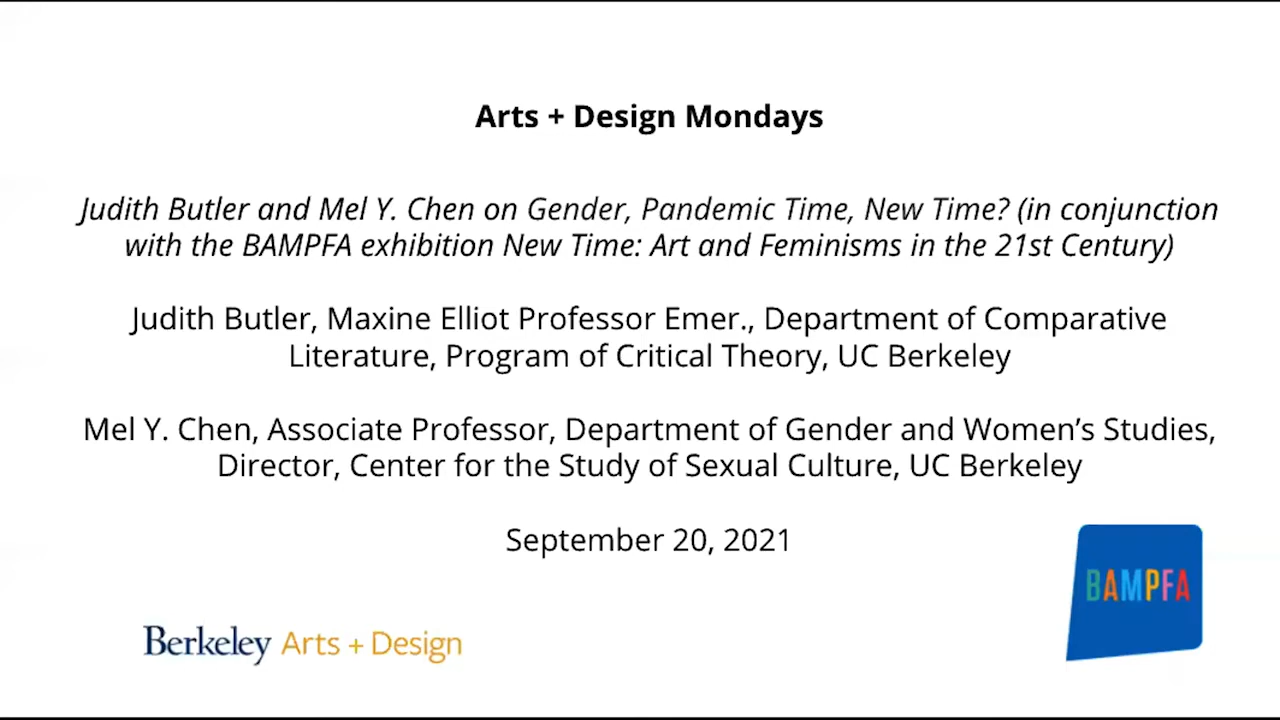 Arts + Design Mondays
Judith Butler and Mel Y. Chen on Gender, Pandemic Time, New Time? (in conjunction
with the BAMPFA exhibition New Time: Art and Feminisms in the 21st Century)
Judith Butler, Maxine Elliot Professor Emer., Department of Comparative
Literature, Program of Critical Theory, UC Berkeley
Mel Y. Chen, Associate Professor, Department of Gender and Women’s Studies,
Director, Center for the Study of Sexual Culture, UC Berkeley
September 20, 2021
BAMPFA
Berkeley Arts + Design